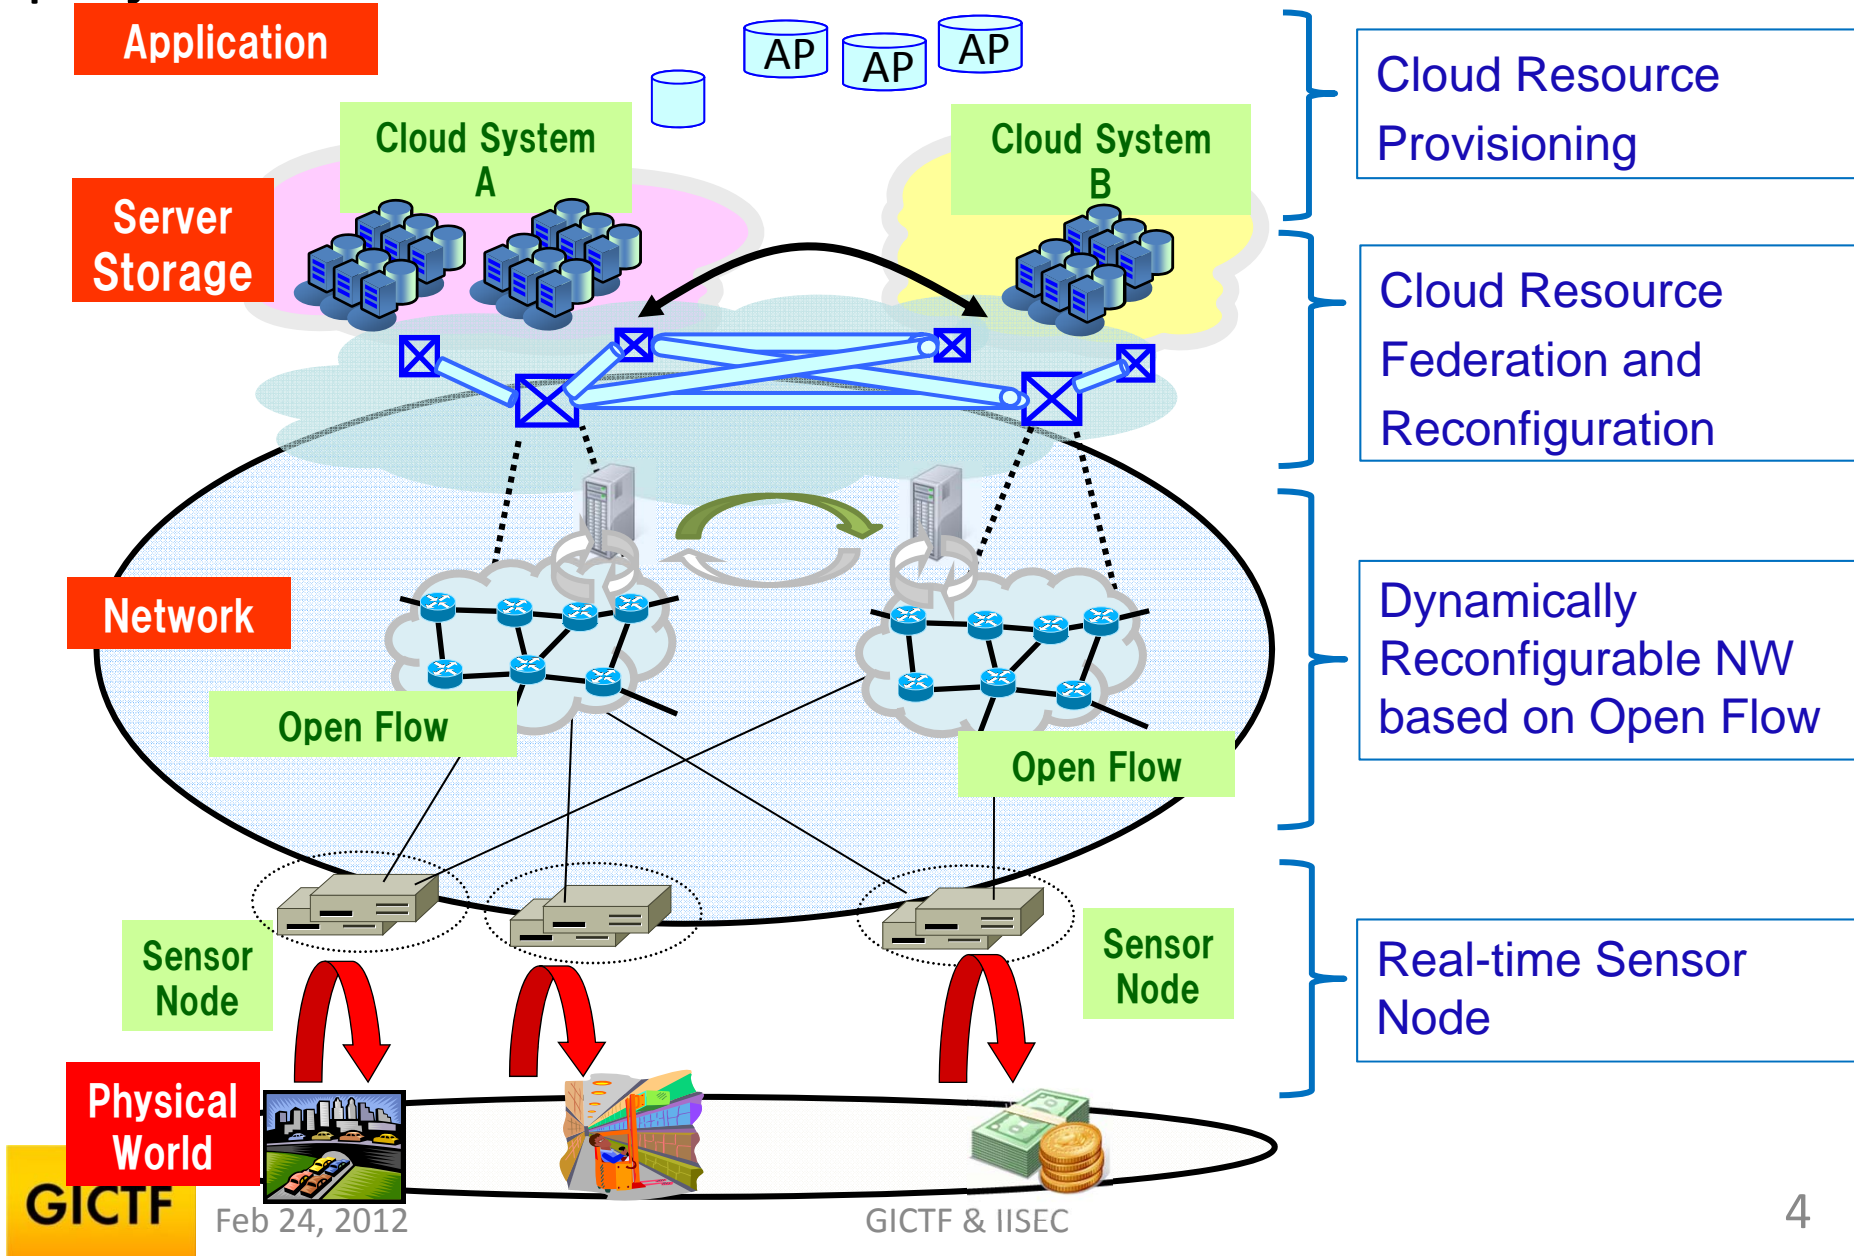 Application
AP
AP
AP
Cloud Resource
Provisioning
Cloud System
A
Cloud System
B
Server
Storage
Cloud Resource
Federation and
Reconfiguration
Network
Dynamically
Reconfigurable NW
based on Open Flow
Open Flow
Open Flow
Sensor
Node
Sensor
Node
Real-time Sensor
Node
Physical
World
GICTF
Feb 24, 2012
GICTF & IISEC
4